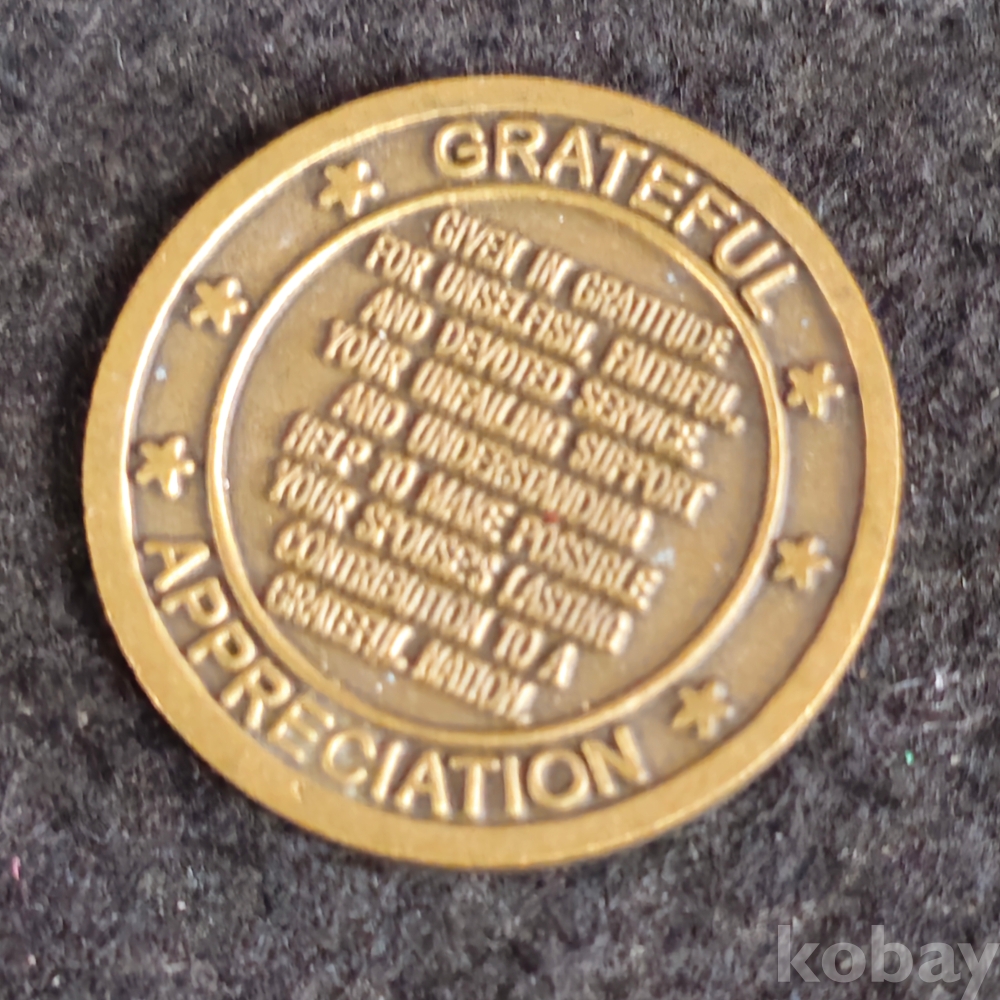 GRATEFUL
GIVEN IN GRATITUDE
FOR UNSELFISH, FAITHFUL,
AND DEVOTED SERVICE.
YOUR UNFAILING SUPPORT
AND UNDERSTANDING
HELP TO MAKE POSSIBLE
YOUR SPOUSES LASTING
CONTRIBUTION TO A
GRATEFUL NATION.
APPRECIATION
kobay